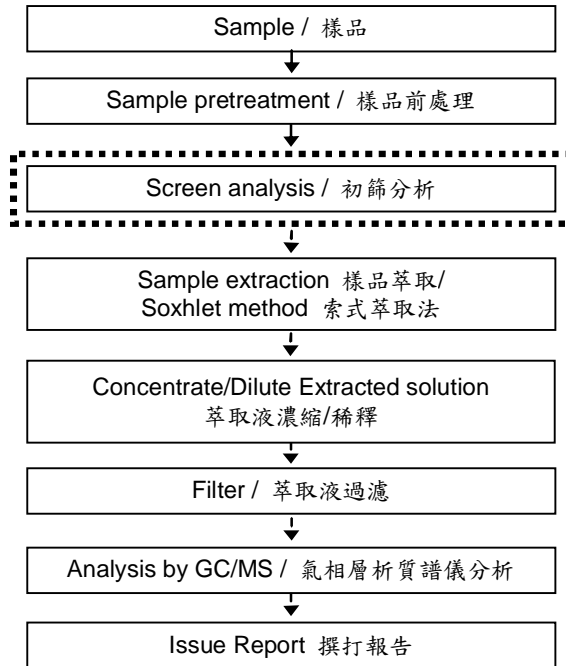 Sample / 樣品
Sample pretreatment / 樣品前處理
Screen analysis / 初篩分析
Sample extraction 樣品萃取/
Soxhlet method 索式萃取法
Concentrate/Dilute Extracted solution
萃取液濃縮/稀釋
Filter / 萃取液過濾
Analysis by GC/MS / 氣相層析質譜儀分析
Issue Report 撰打報告